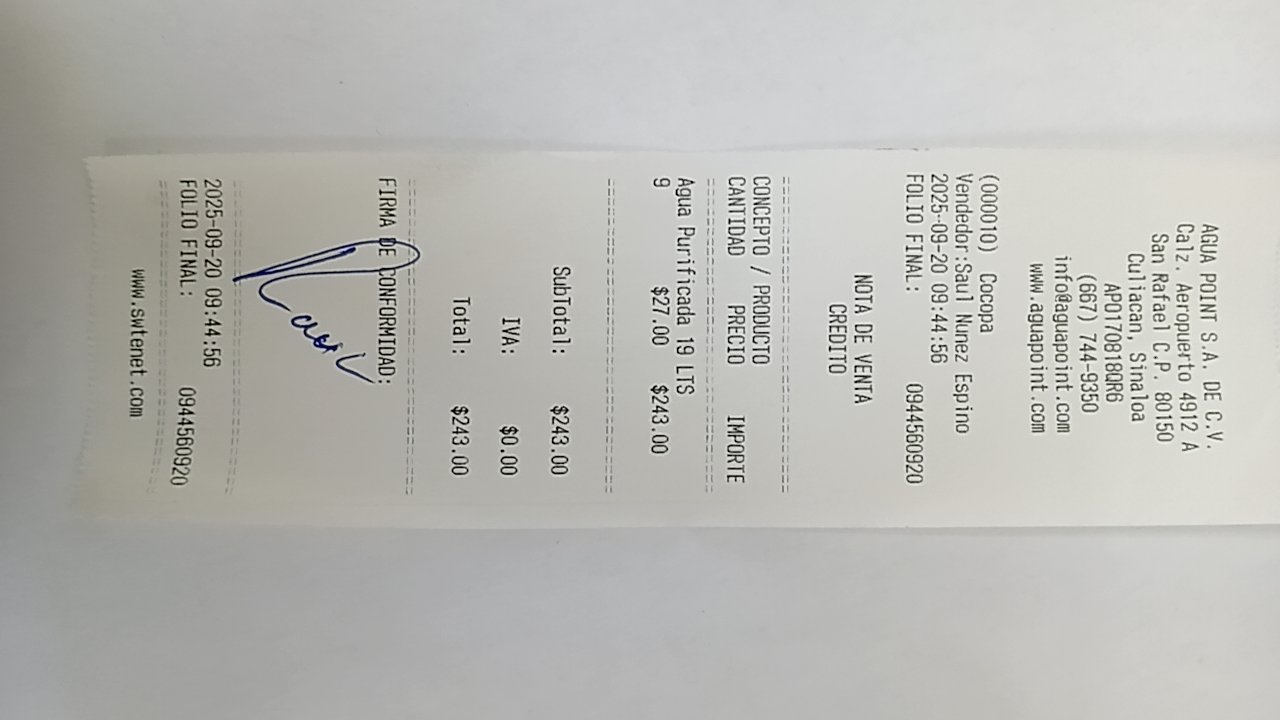 AGUA POINT S.A. DE C.V.
Calz. Aeropuerto 4912 A
San Rafael C.P. 80150
Culiacan, Sinaloa
APO170818QR6
(667) 744-9350
info@aguapoint.com
www.aguapoint.com
(000010) Cocopa
Vendedor:Saul Nunez Espino
2025-09-20 09:44:56
FOLIO FINAL: 0944560920
NOTA DE VENTA
CREDITO
CONCEPTO / PRODUCTO
CANTIDAD PRECIO IMPORTE
Agua Purificada 19 LTS
9 $27.00 $243.00
SubTotal: $243.00
IVA: $0.00
Total: $243.00
FIRMA DE CONFORMIDAD:
2025-09-20 09:44:56
FOLIO FINAL: 0944560920
www.swtenet.com